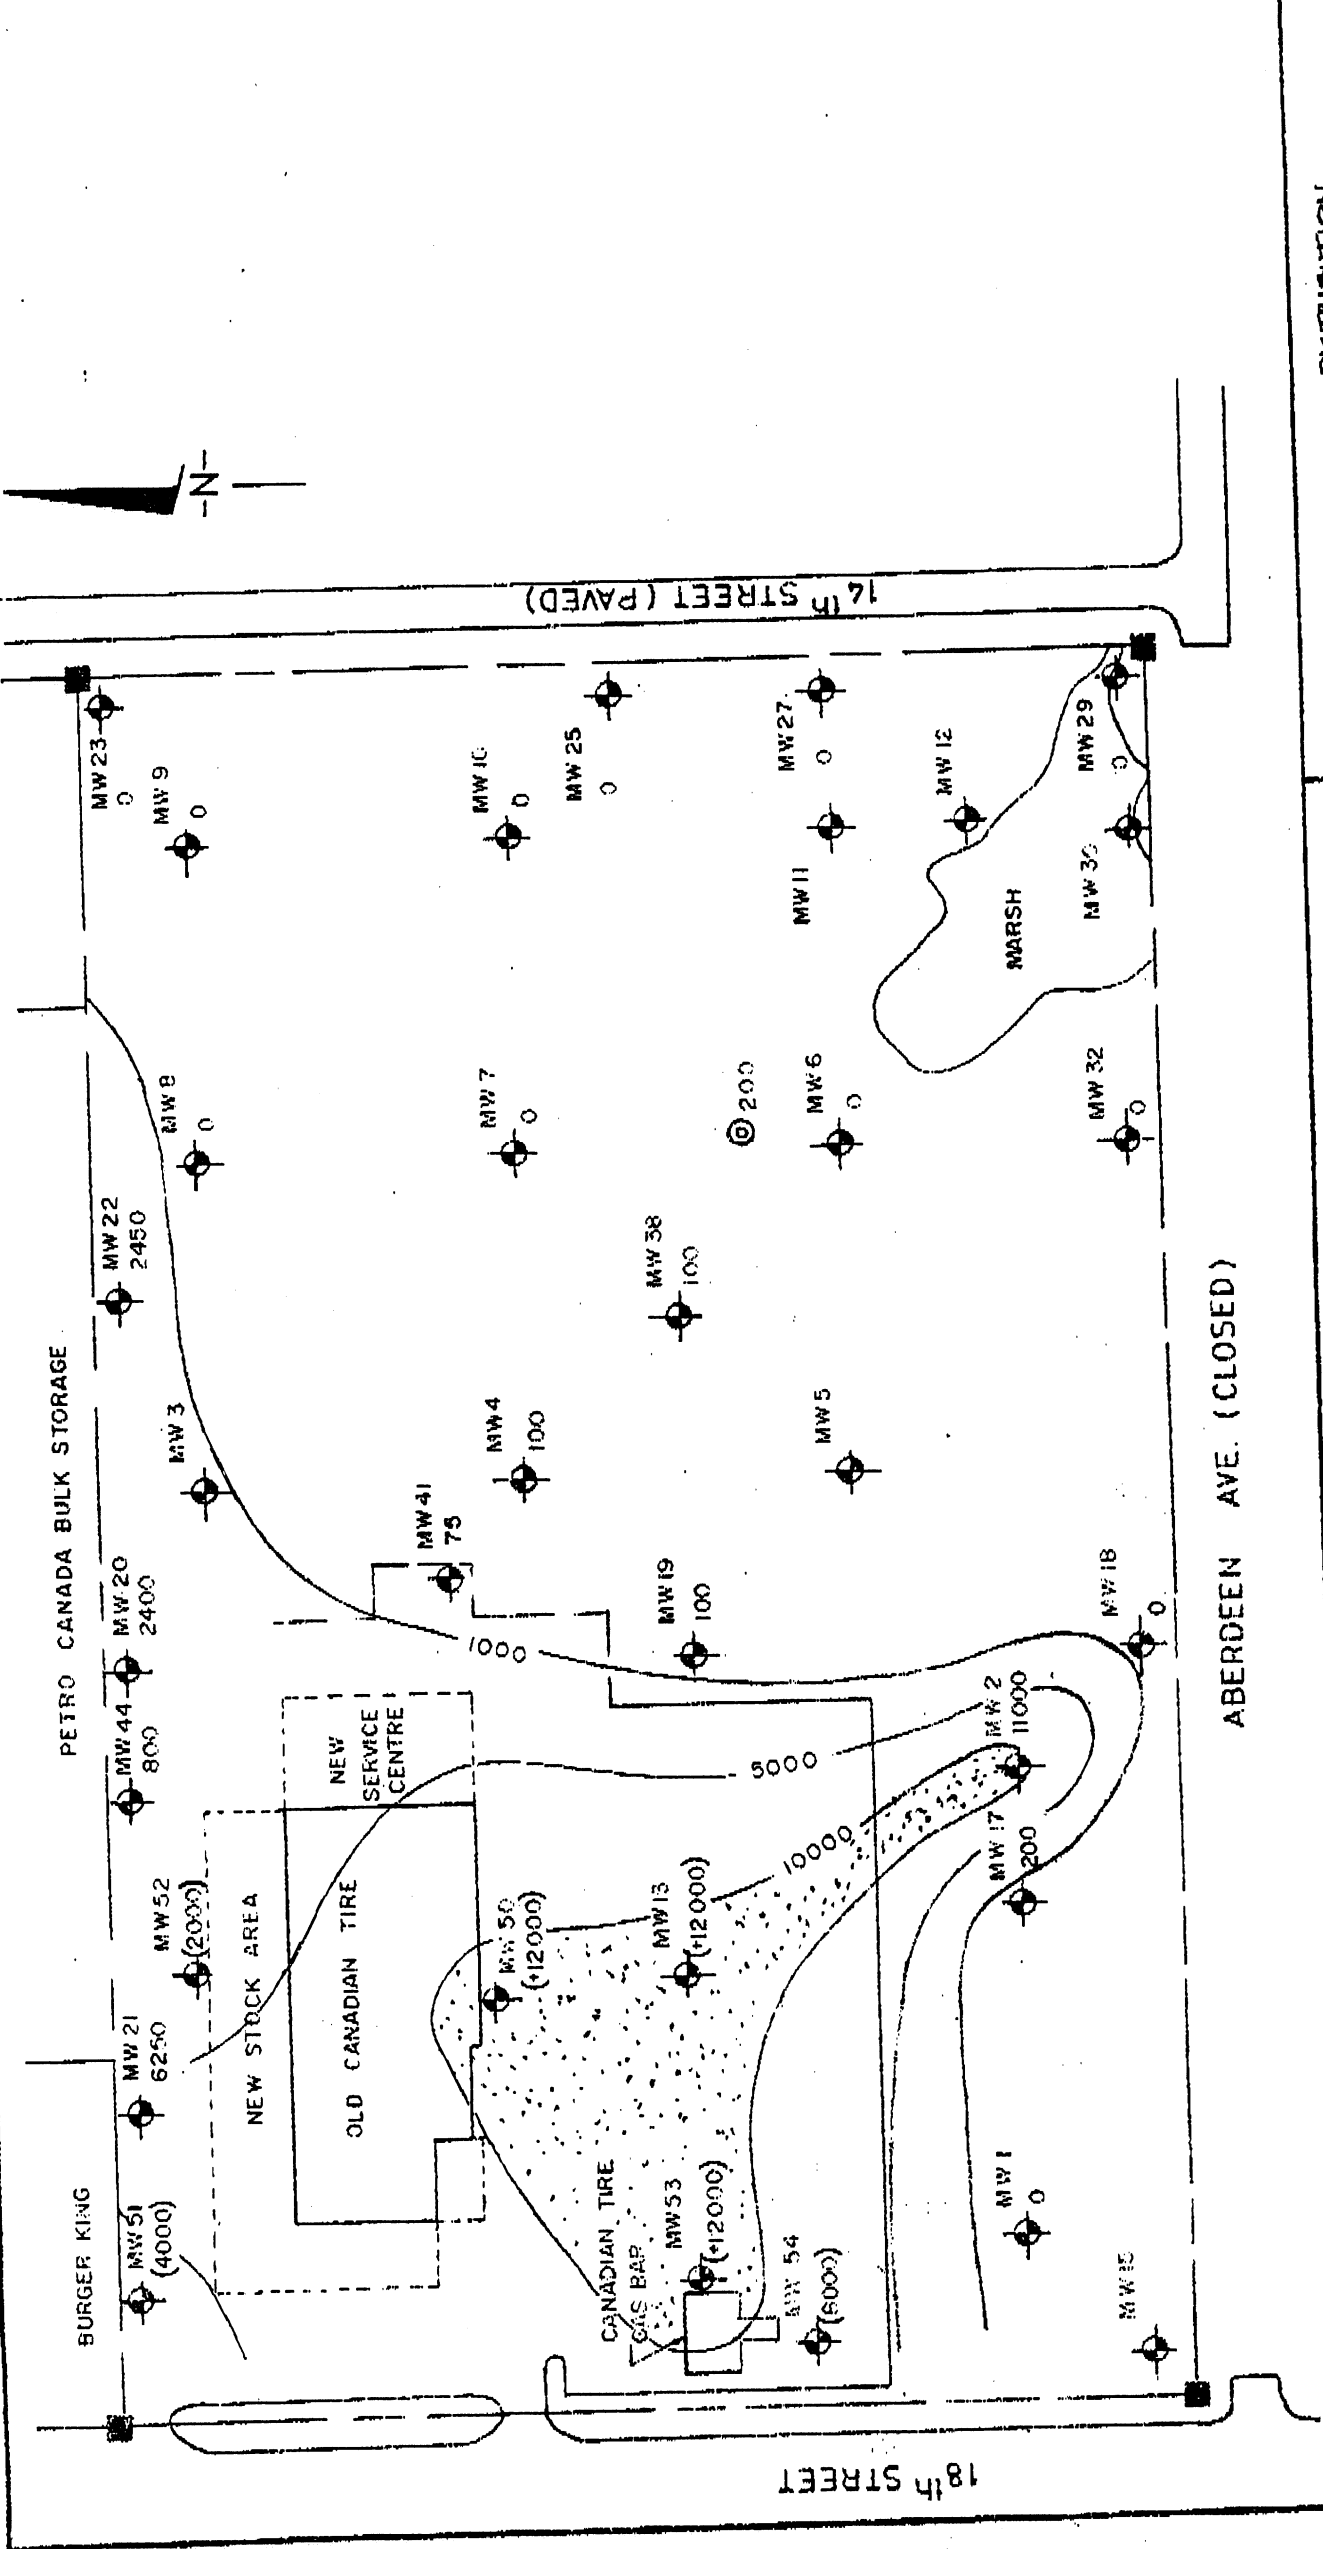 PETRO CANADA BULK STORAGE
BURGER KING
MW 51
(4000)
MW 21
6250
MW 52
(2000)
MW 44
800
MW 20
2400
MW 3
MW 22
2450
MW 8
0
MW 9
0
MW 23
0
NEW STOCK AREA
OLD CANADIAN TIRE
NEW
SERVICE
CENTRE
MW 41
75
1000
MW 4
100
MW 7
0
MW 10
0
MW 25
0
MW 50
(+12000)
CANADIAN TIRE
GAS BAR
MW 53
(+12000)
MW 13
(+12000)
5000
10000
MW 19
100
MW 38
100
200
MW 54
(6000)
MW 5
MW 6
0
MW 11
MW 27
0
MW 12
MARSH
MW 1
0
MW 17
200
MW 2
11000
MW 15
MW 18
0
MW 32
0
MW 30
MW 29
0
ABERDEEN AVE. (CLOSED)
18th STREET
14th STREET (PAVED)
-N-